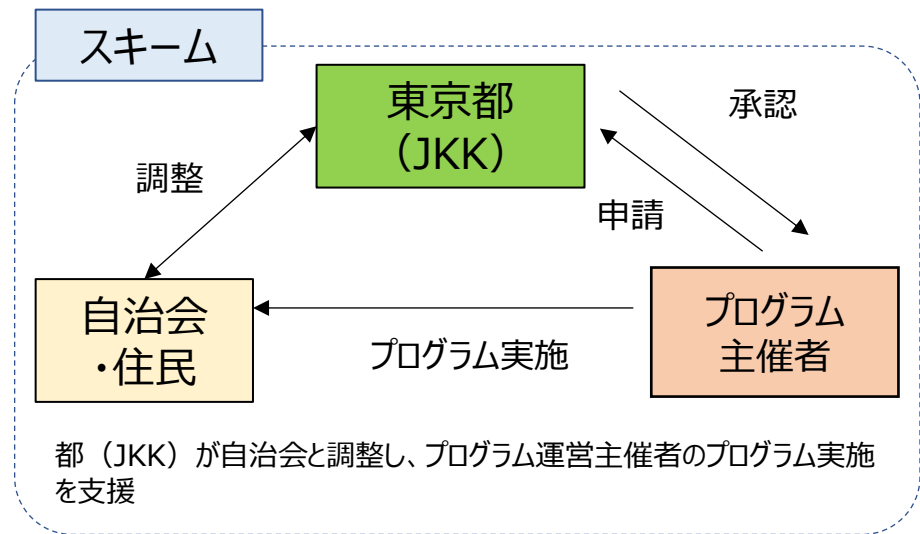 スキーム
東京都
（JKK）
承認
調整
申請
自治会
・住民
プログラム
主催者
プログラム実施
都（JKK）が自治会と調整し、プログラム運営主催者のプログラム実施
を支援